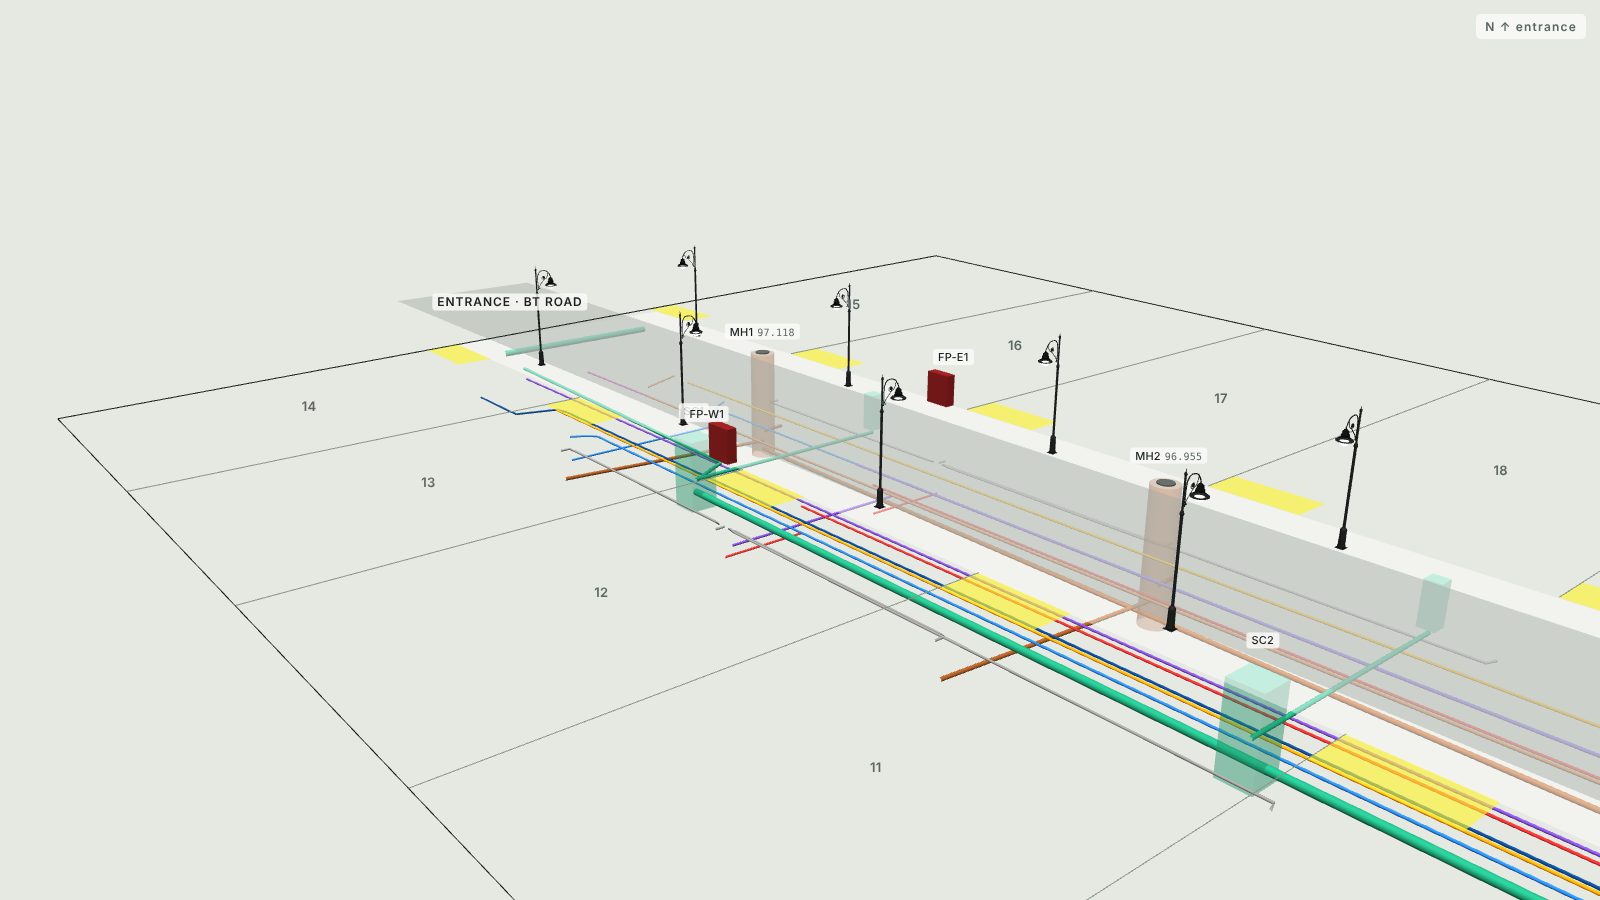 N ↑ entrance
ENTRANCE · BT ROAD
MH1 97.118
5
16
FP-E1
17
14
FP-W1
13
MH2 96.955
18
12
SC2
11